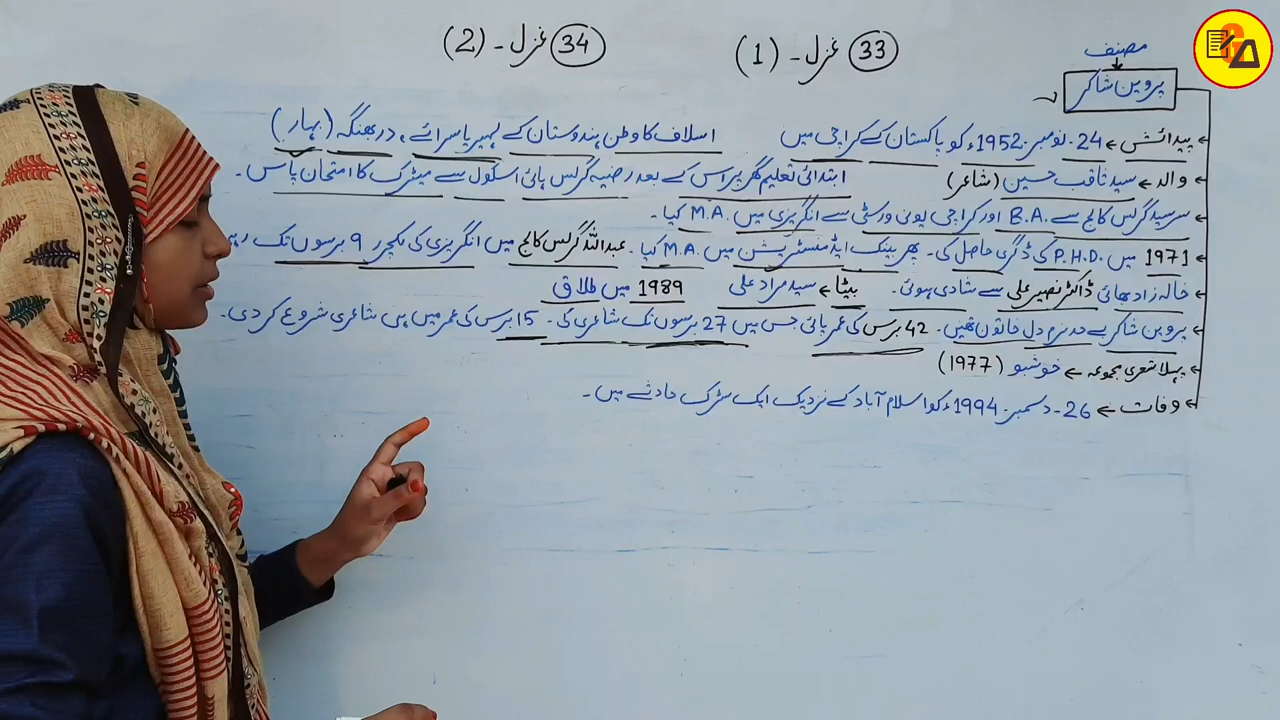 (33) غزل - (1)
(34) غزل - (2)
مصنف
پروین شاکر
پیدائش ← 24۔ نومبر۔ 1952ء کو پاکستان کے کراچی میں اسلاف کا وطن ہندوستان کے لہیریا سرائے، دربھنگہ (بہار)
والد ← سید ثاقب حسین (شاعر) ابتدائی تعلیم گھر پر اس کے بعد رضیہ گرلس ہائی اسکول سے میٹرک کا امتحان پاس۔
سرسید گرلس کالج سے B.A. اور کراچی یونی ورسٹی سے انگریزی میں M.A. کیا۔
1971 میں P.H.D. کی ڈگری حاصل کی۔ پھر بینک ایڈمنسٹریشن میں M.A. کیا۔ عبداللہ گرلس کالج میں انگریزی کی لکچرر 9 برسوں تک
خالہ زاد بھائی ڈاکٹر نصیر علی سے شادی ہوئی۔ بیٹا ← سید مراد علی 1989 میں طلاق
پروین شاکر بے حد نرم دل خاتون تھیں۔ 42 برس کی عمر پائی جس میں 27 برسوں تک شاعری کی۔ 15 برس کی عمر میں ہی شاعری شروع کر دی۔
پہلا شعری مجموعہ ← خوشبو (1977)
وفات ← 26۔ دسمبر۔ 1994ء کو اسلام آباد کے نزدیک ایک سڑک حادثے میں۔